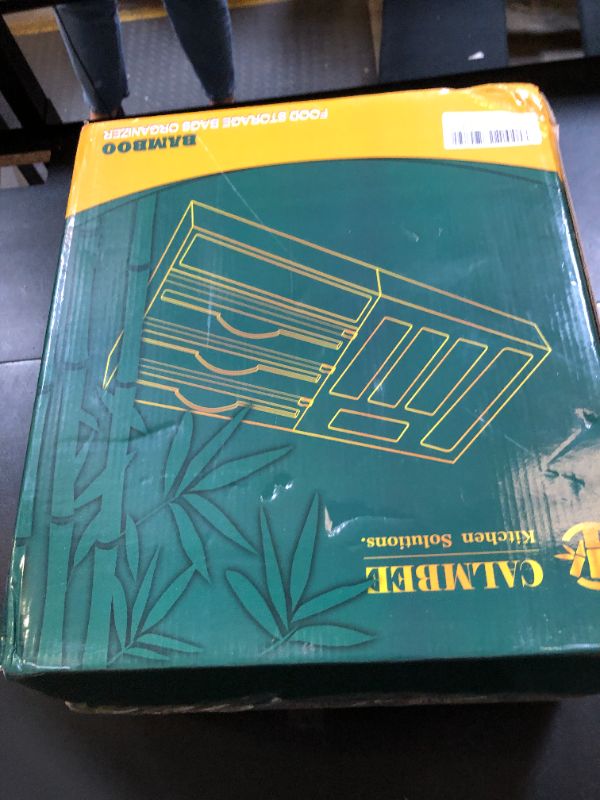 CALMBEE
Kitchen Solutions.
BAMBOO
FOOD STORAGE BAGS ORGANIZER